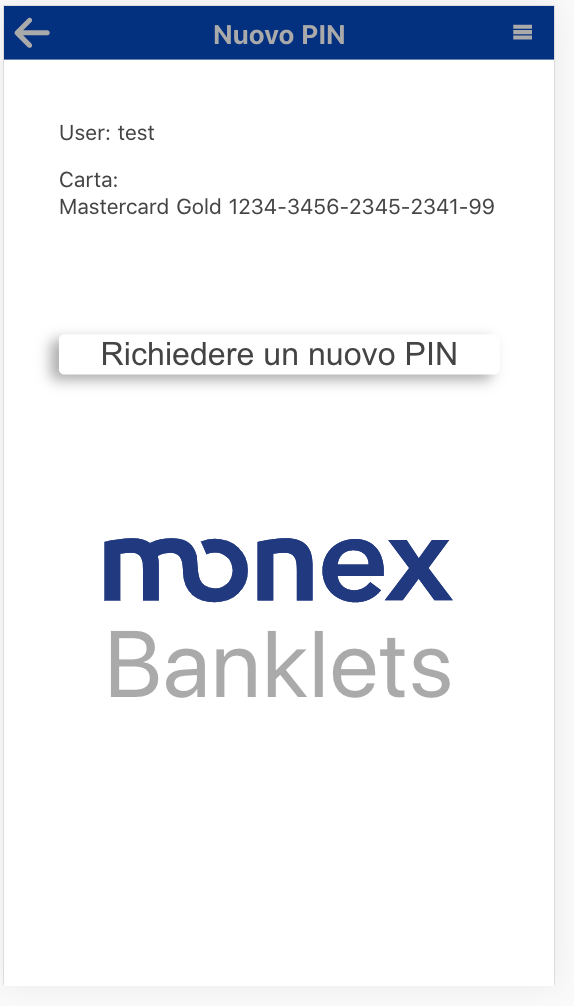 Nuovo PIN
User: test
Carta:
Mastercard Gold 1234-3456-2345-2341-99
Richiedere un nuovo PIN
monex
Banklets